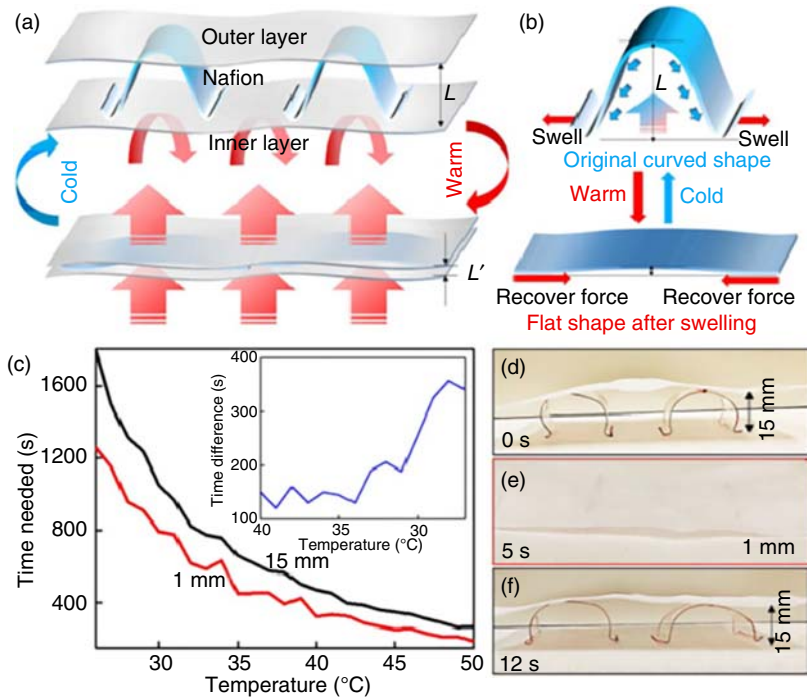 (a)
Outer layer
Nafion
L
Inner layer
Cold
Warm
L'
(b)
L
Swell
Swell
Original curved shape
Warm
Cold
Recover force
Recover force
Flat shape after swelling
(c)
Time needed (s)
1600
1200
800
400
30
35
40
45
50
Temperature (°C)
1 mm
15 mm
Time difference (s)
400
300
200
100
40
35
30
Temperature (°C)
(d)
15 mm
0 s
(e)
5 s
1 mm
(f)
15 mm
12 s